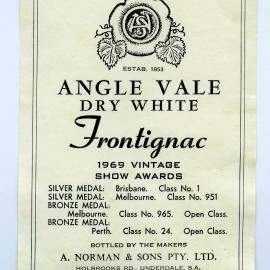 ESTAB. 1853
ANGLE VALE
DRY WHITE
Frontignac
1969 VINTAGE
SHOW AWARDS
SILVER MEDAL: Brisbane. Class No. 1
SILVER MEDAL: Melbourne. Class No. 951
BRONZE MEDAL:
Melbourne. Class No. 965. Open Class.
BRONZE MEDAL:
Perth. Class No. 24. Open Class.
BOTTLED BY THE MAKERS
A. NORMAN & SONS PTY. LTD.
HOLBROOKS RD., UNDERDALE, S.A.